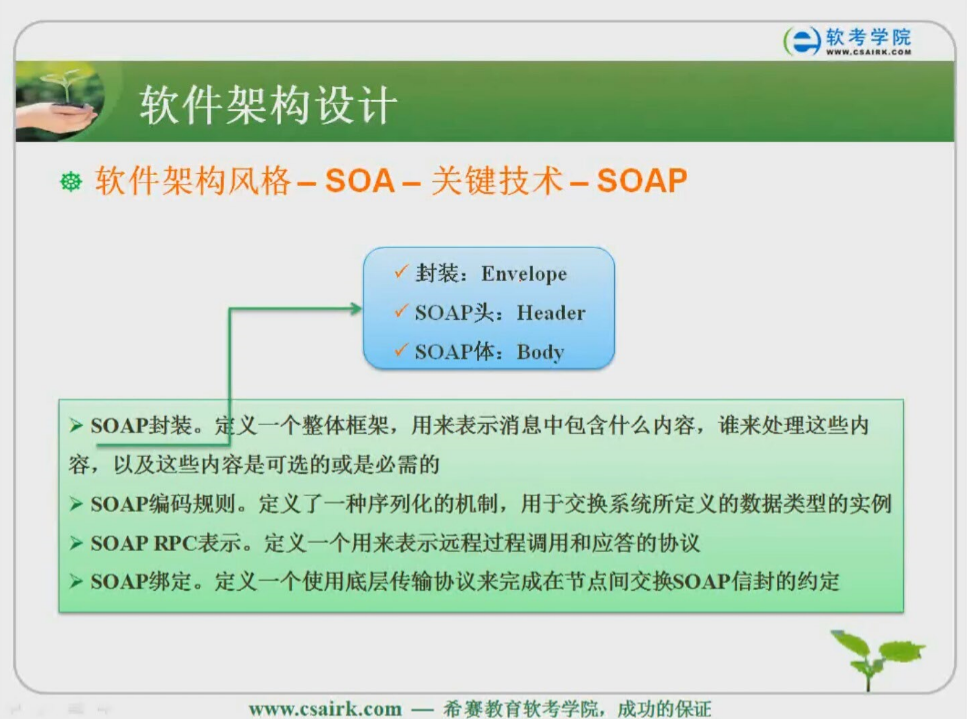 软考学院
WWW.CSAIRK.COM
软件架构设计
软件架构风格 – SOA – 关键技术 – SOAP
✓ 封装：Envelope
✓ SOAP头：Header
✓ SOAP体：Body
➢ SOAP封装。定义一个整体框架，用来表示消息中包含什么内容，谁来处理这些内
容，以及这些内容是可选的或是必需的
➢ SOAP编码规则。定义了一种序列化的机制，用于交换系统所定义的数据类型的实例
➢ SOAP RPC表示。定义一个用来表示远程过程调用和应答的协议
➢ SOAP绑定。定义一个使用底层传输协议来完成在节点间交换SOAP信封的约定
www.csairk.com — 希赛教育软考学院，成功的保证